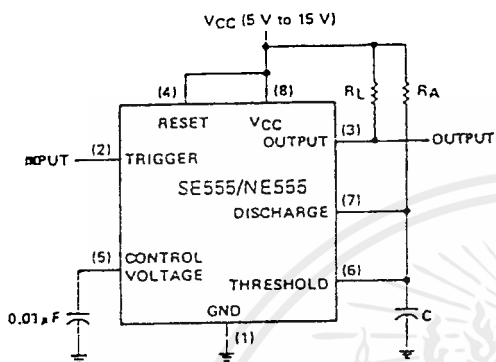 VCC (5 V to 15 V)
(4)
(8)
RL
RA
RESET
VCC
(3)
OUTPUT
OUTPUT
INPUT
(2)
TRIGGER
SE555/NE555
(7)
DISCHARGE
(5)
CONTROL
VOLTAGE
(6)
THRESHOLD
0.01 µF
GND
C
(1)